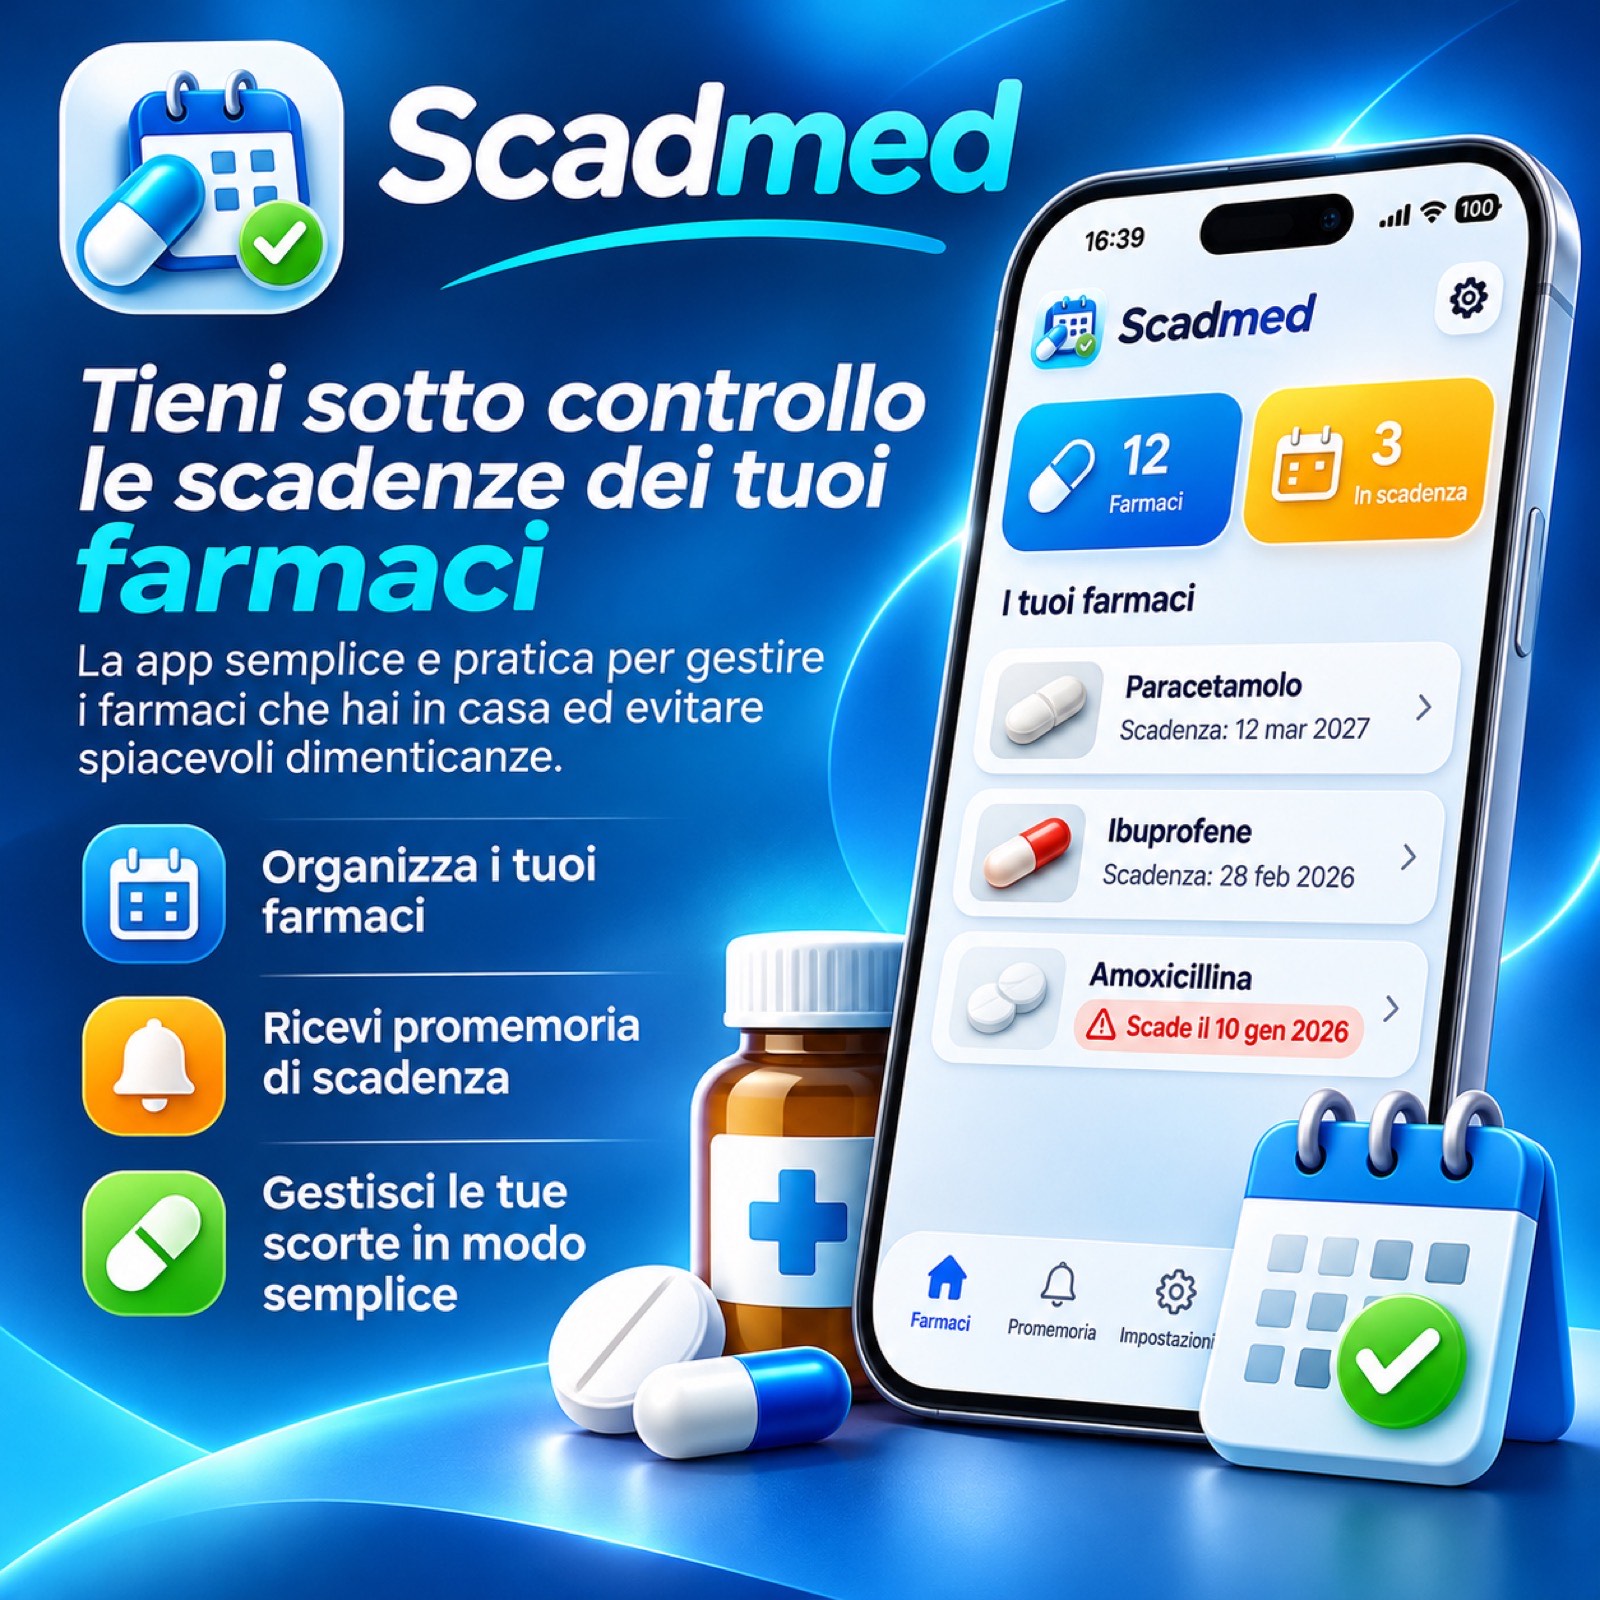 Scadmed
Tieni sotto controllo
le scadenze dei tuoi
farmaci
La app semplice e pratica per gestire
i farmaci che hai in casa ed evitare
spiacevoli dimenticanze.
Organizza i tuoi
farmaci
Ricevi promemoria
di scadenza
Gestisci le tue
scorte in modo
semplice
16:39
100
Scadmed
12
Farmaci
3
In scadenza
I tuoi farmaci
Paracetamolo
Scadenza: 12 mar 2027
Ibuprofene
Scadenza: 28 feb 2026
Amoxicillina
Scade il 10 gen 2026
Farmaci
Promemoria
Impostazioni